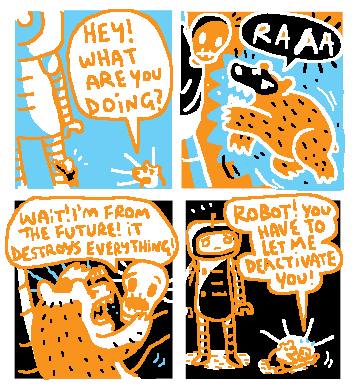 HEY!
WHAT
ARE YOU
DOING?
RAAA
WAIT! I'M FROM
THE FUTURE! IT
DESTROYS EVERYTHING!
ROBOT! YOU
HAVE TO
LET ME
DEACTIVATE
YOU!